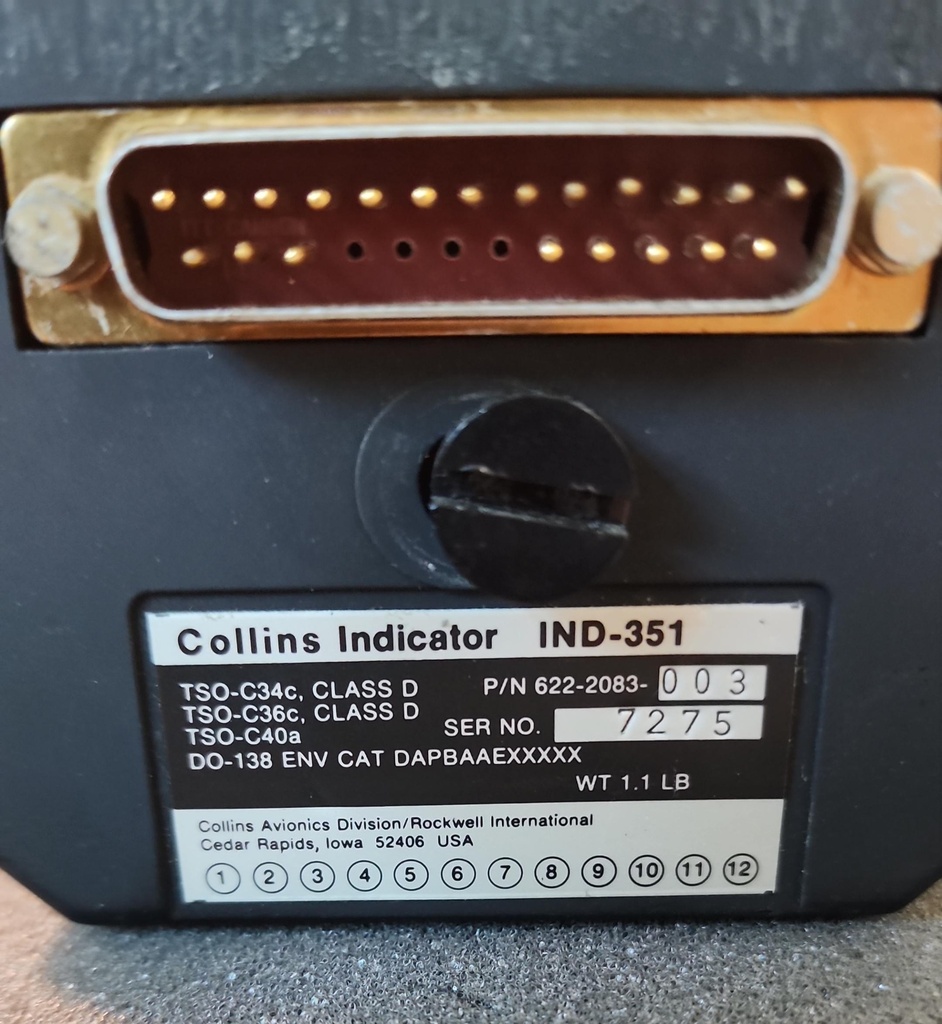 Collins Indicator IND-351
TSO-C34c, CLASS D P/N 622-2083- 003
TSO-C36c, CLASS D
TSO-C40a SER NO. 7275
DO-138 ENV CAT DAPBAAEXXXXX
WT 1.1 LB
Collins Avionics Division/Rockwell International
Cedar Rapids, Iowa 52406 USA
1 2 3 4 5 6 7 8 9 10 11 12